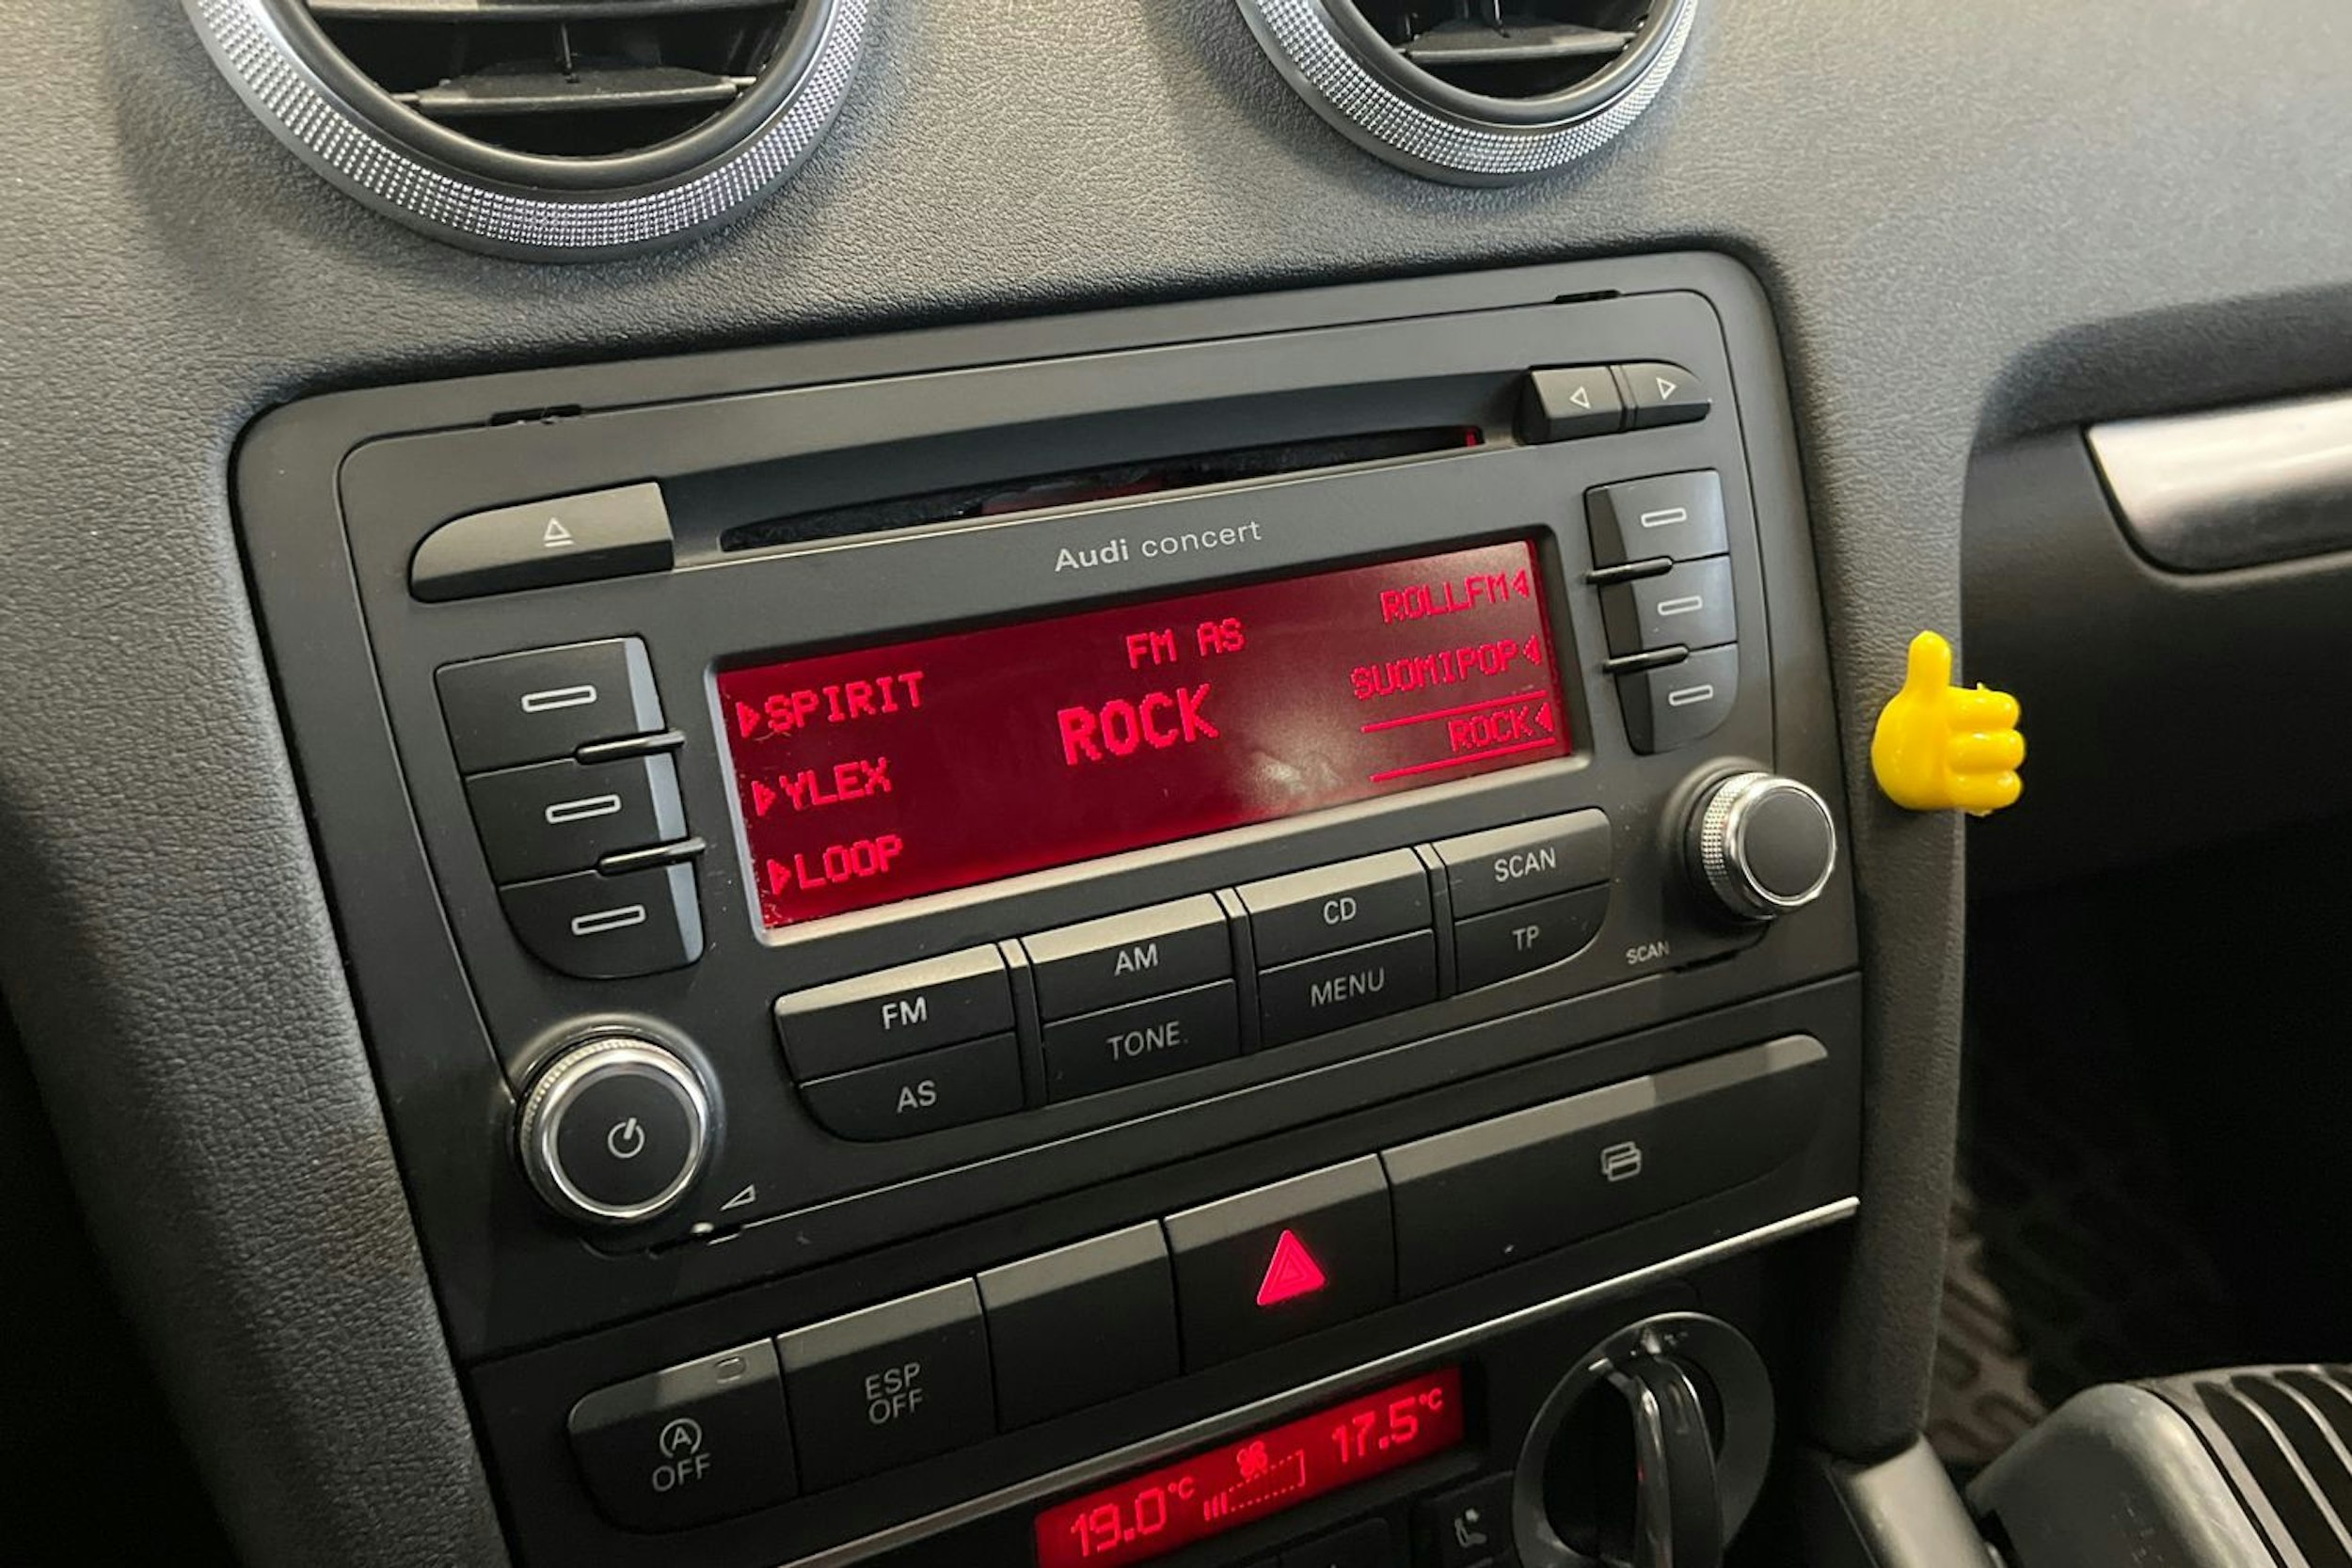 Audi concert
FM AS
ROLLFM
SPIRIT
ROCK
SUOMIPOP
YLEX
ROCK
LOOP
FM
AM
CD
SCAN
AS
TONE
MENU
TP
SCAN
A
OFF
ESP
OFF
19.0°C
17.5°C